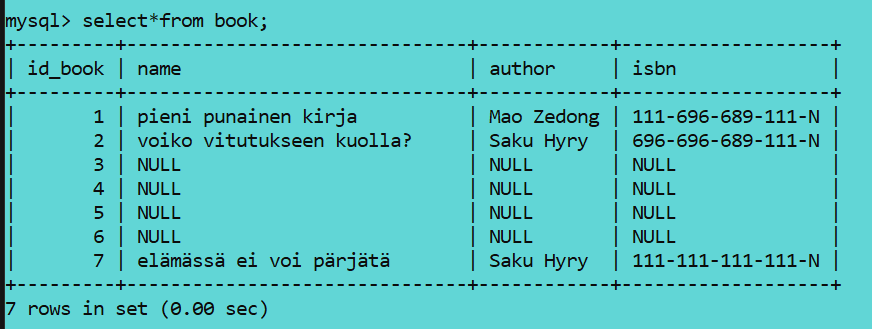 mysql> select*from book;
+---------+-------------------------------+------------+-------------------+
| id_book | name                          | author     | isbn              |
+---------+-------------------------------+------------+-------------------+
|       1 | pieni punainen kirja          | Mao Zedong | 111-696-689-111-N |
|       2 | voiko vitutukseen kuolla?     | Saku Hyry  | 696-696-689-111-N |
|       3 | NULL                          | NULL       | NULL              |
|       4 | NULL                          | NULL       | NULL              |
|       5 | NULL                          | NULL       | NULL              |
|       6 | NULL                          | NULL       | NULL              |
|       7 | elämässä ei voi pärjätä       | Saku Hyry  | 111-111-111-111-N |
+---------+-------------------------------+------------+-------------------+
7 rows in set (0.00 sec)